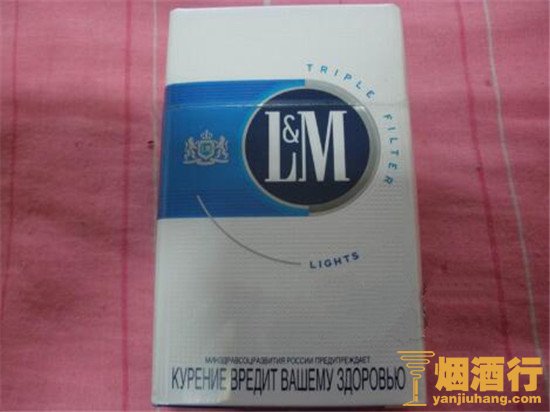 TRIPLE FILTER
L&M
LIGHTS
МИНЗДРАВСОЦРАЗВИТИЯ РОССИИ ПРЕДУПРЕЖДАЕТ
КУРЕНИЕ ВРЕДИТ ВАШЕМУ ЗДОРОВЬЮ
烟酒行
yanjiuhang.com